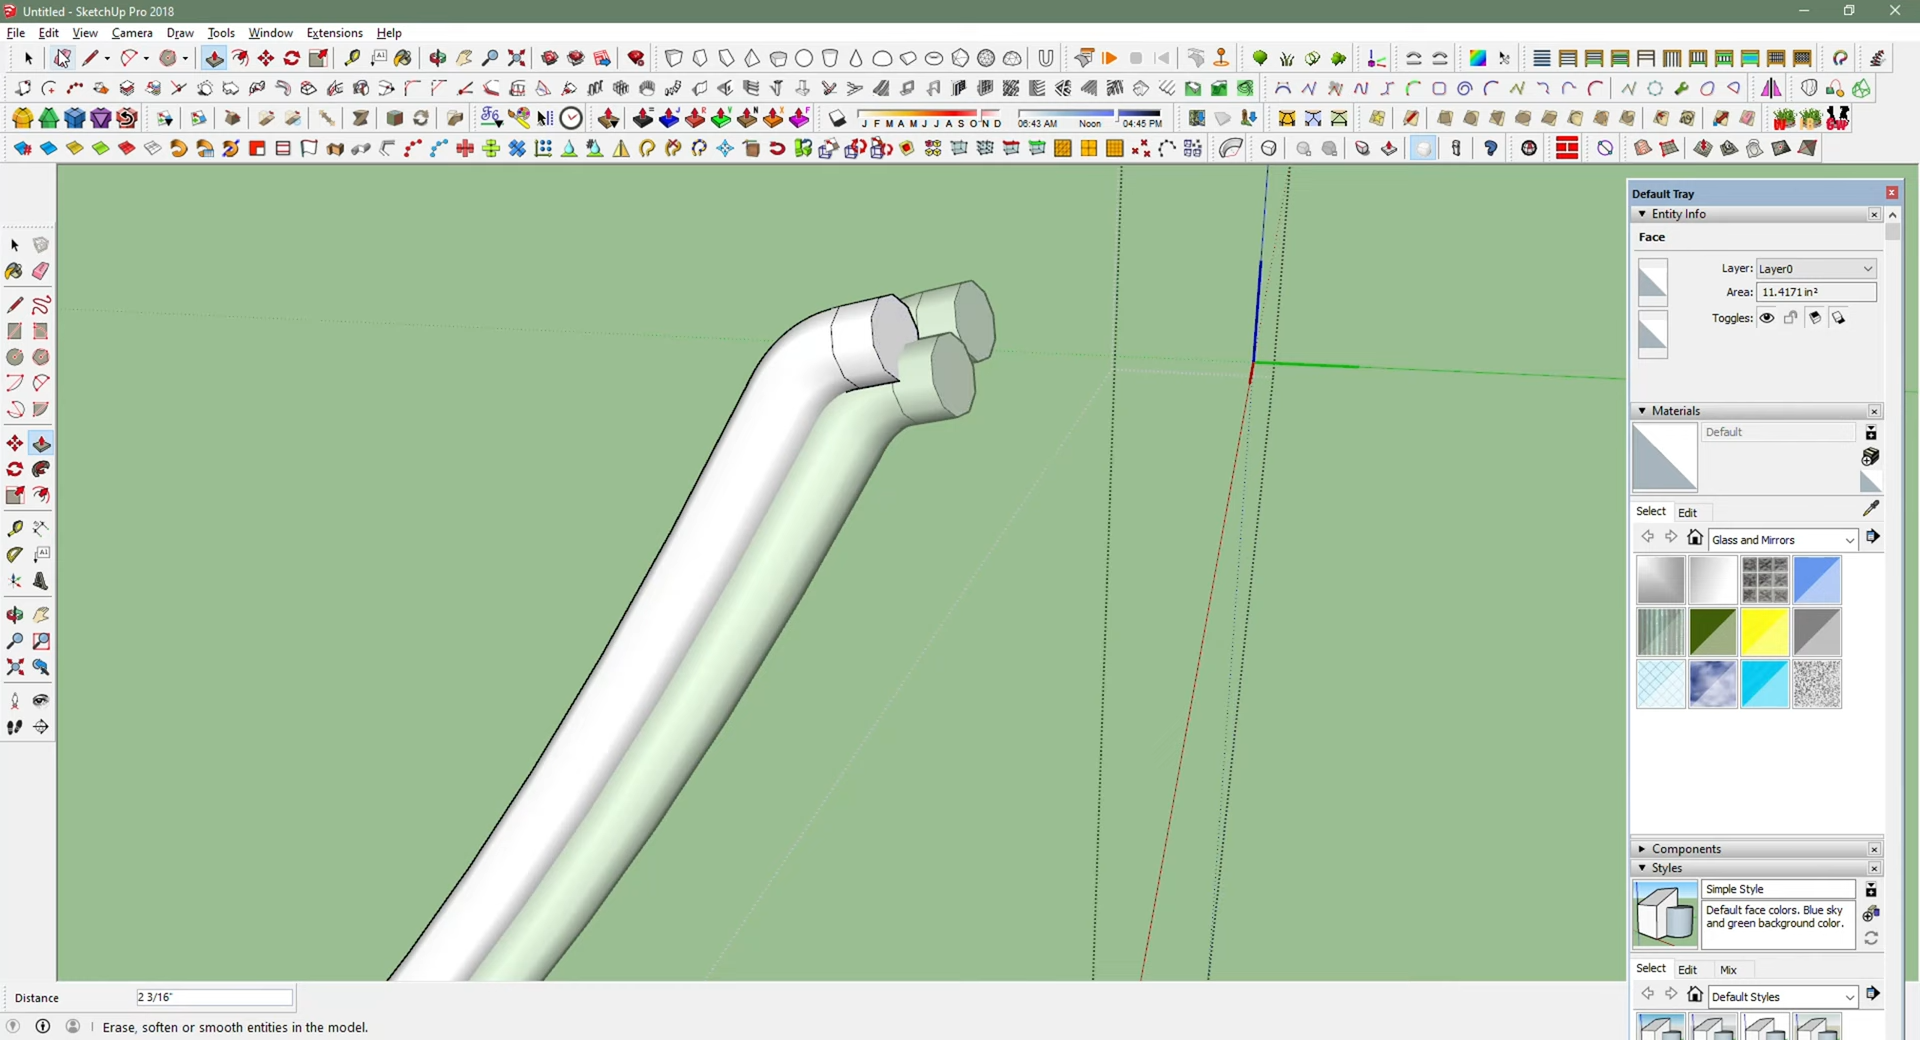 Untitled - SketchUp Pro 2018
File Edit View Camera Draw Tools Window Extensions Help
J F M A M J J A S O N D 06:43 AM Noon 04:45 PM
Default Tray
Entity Info
Face
Layer: Layer0
Area: 11.4171 in²
Toggles:
Materials
Default
Select Edit
Glass and Mirrors
Components
Styles
Simple Style
Default face colors. Blue sky
and green background color.
Select Edit Mix
Default Styles
Distance 2 3/16"
Erase, soften or smooth entities in the model.